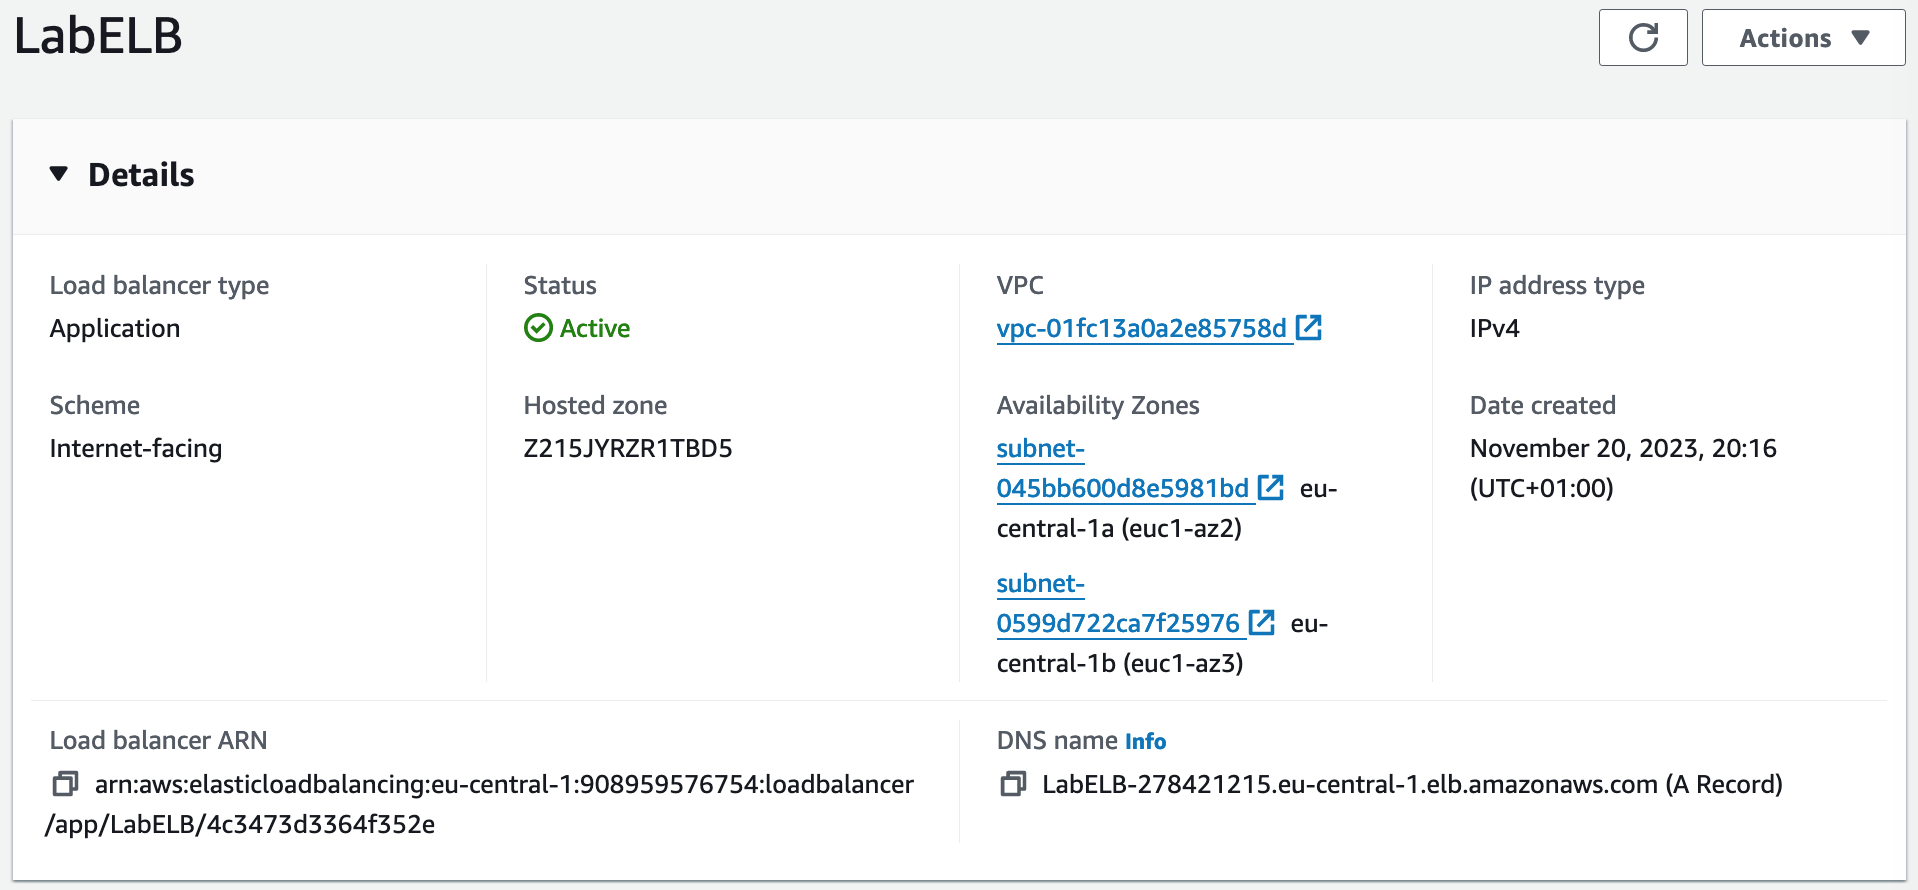 LabELB
Actions
Details
Load balancer type
Application
Status
Active
VPC
vpc-01fc13a0a2e85758d
IP address type
IPv4
Scheme
Internet-facing
Hosted zone
Z215JYRZR1TBD5
Availability Zones
subnet-
045bb600d8e5981bd eu-
central-1a (euc1-az2)
subnet-
0599d722ca7f25976 eu-
central-1b (euc1-az3)
Date created
November 20, 2023, 20:16
(UTC+01:00)
Load balancer ARN
arn:aws:elasticloadbalancing:eu-central-1:908959576754:loadbalancer
/app/LabELB/4c3473d3364f352e
DNS name Info
LabELB-278421215.eu-central-1.elb.amazonaws.com (A Record)